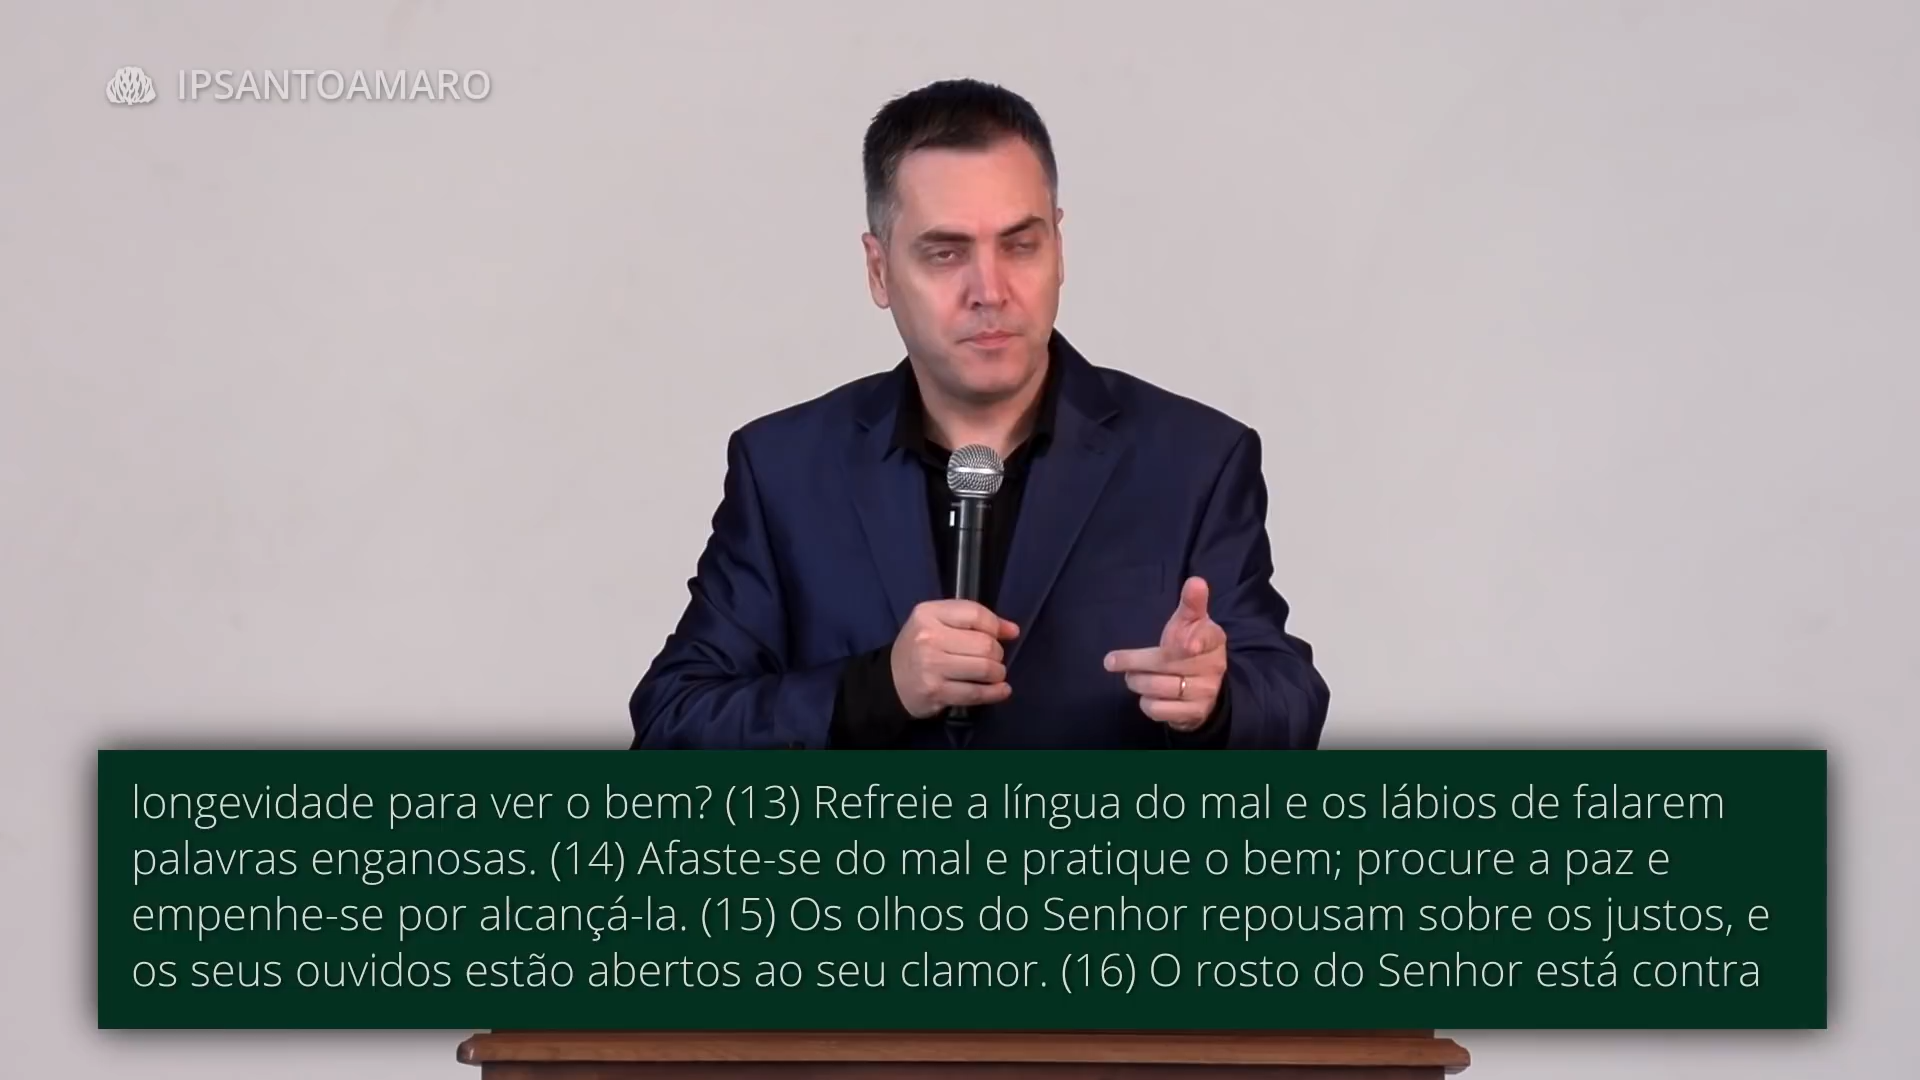 IPSANTOAMARO
longevidade para ver o bem? (13) Refreie a língua do mal e os lábios de falarem
palavras enganosas. (14) Afaste-se do mal e pratique o bem; procure a paz e
empenhe-se por alcançá-la. (15) Os olhos do Senhor repousam sobre os justos, e
os seus ouvidos estão abertos ao seu clamor. (16) O rosto do Senhor está contra